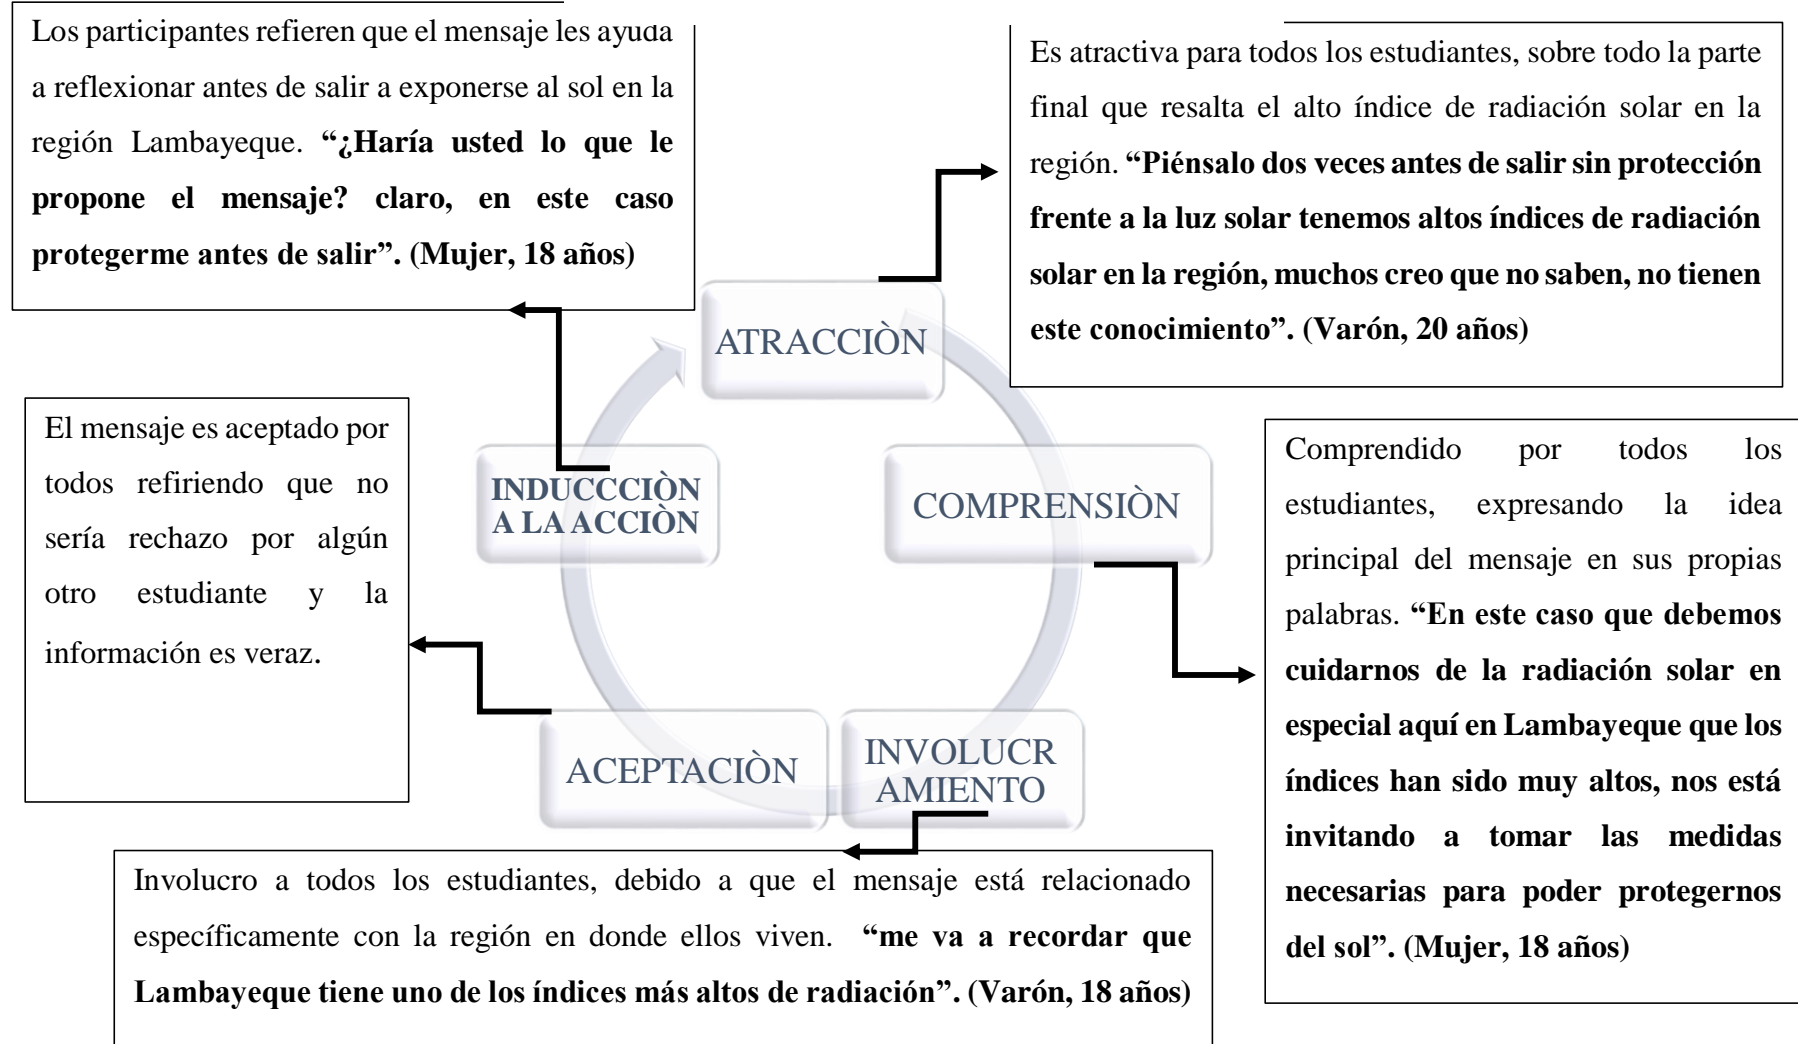 Los participantes refieren que el mensaje les ayuda
a reflexionar antes de salir a exponerse al sol en la
región Lambayeque. “¿Haría usted lo que le
propone el mensaje? claro, en este caso
protegerme antes de salir”. (Mujer, 18 años)
Es atractiva para todos los estudiantes, sobre todo la parte
final que resalta el alto índice de radiación solar en la
región. “Piénsalo dos veces antes de salir sin protección
frente a la luz solar tenemos altos índices de radiación
solar en la región, muchos creo que no saben, no tienen
este conocimiento”. (Varón, 20 años)
ATRACCIÒN
El mensaje es aceptado por
todos refiriendo que no
sería rechazo por algún
otro estudiante y la
información es veraz.
INDUCCCIÒN
A LA ACCIÒN
COMPRENSIÒN
Comprendido por todos los
estudiantes, expresando la idea
principal del mensaje en sus propias
palabras. “En este caso que debemos
cuidarnos de la radiación solar en
especial aquí en Lambayeque que los
índices han sido muy altos, nos está
invitando a tomar las medidas
necesarias para poder protegernos
del sol”. (Mujer, 18 años)
ACEPTACIÒN
INVOLUCR
AMIENTO
Involucro a todos los estudiantes, debido a que el mensaje está relacionado
específicamente con la región en donde ellos viven. “me va a recordar que
Lambayeque tiene uno de los índices más altos de radiación”. (Varón, 18 años)